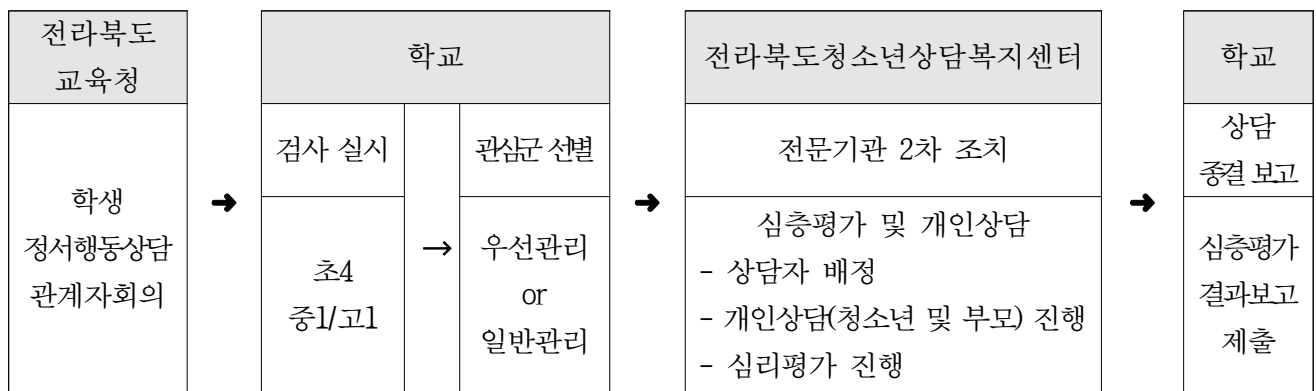 전라북도
교육청
학생
정서행동상담
관계자회의
➜
학교
검사 실시
초4
중1/고1
→
관심군 선별
우선관리
or
일반관리
➜
전라북도청소년상담복지센터
전문기관 2차 조치
심층평가 및 개인상담
- 상담자 배정
- 개인상담(청소년 및 부모) 진행
- 심리평가 진행
➜
학교
상담
종결 보고
심층평가
결과보고
제출